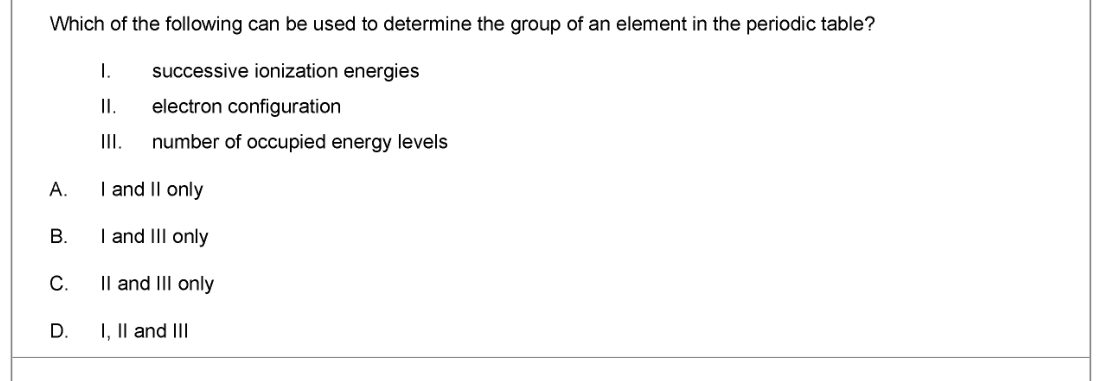 Which of the following can be used to determine the group of an element in the periodic table?
I. successive ionization energies
II. electron configuration
III. number of occupied energy levels
A. I and II only
B. I and III only
C. II and III only
D. I, II and III